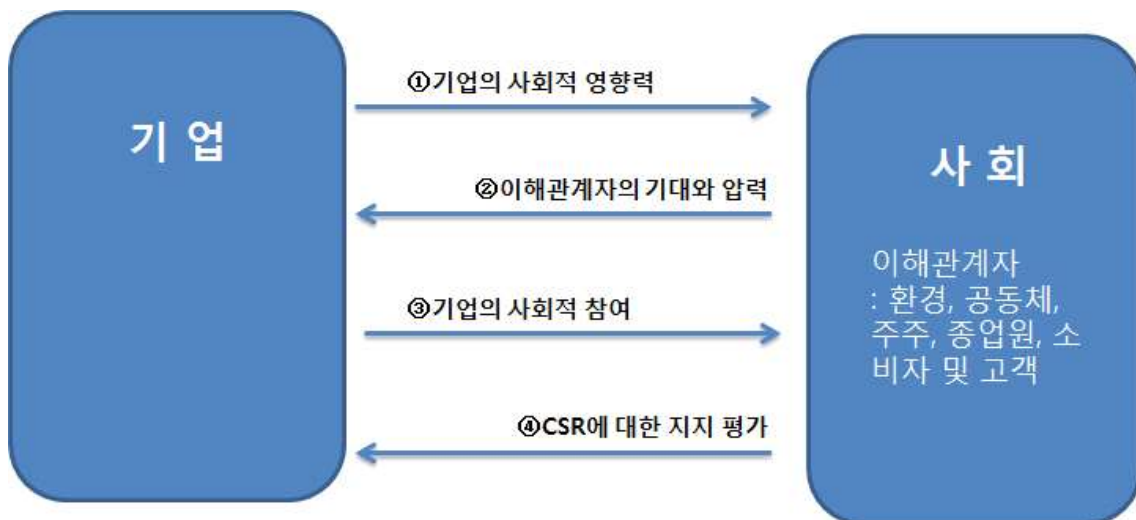 기 업
①기업의 사회적 영향력
②이해관계자의 기대와 압력
③기업의 사회적 참여
④CSR에 대한 지지 평가
사 회
이해관계자
: 환경, 공동체,
주주, 종업원, 소
비자 및 고객